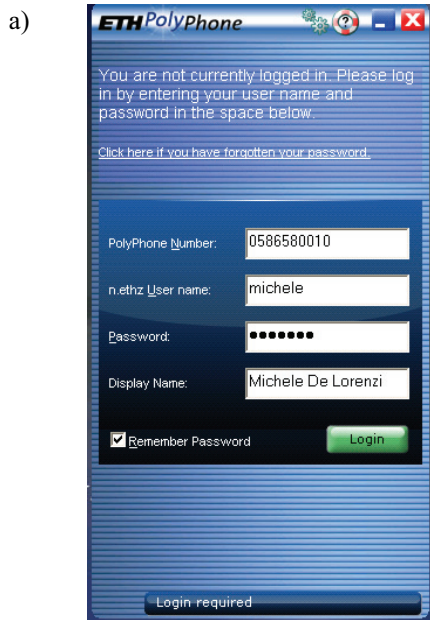 a)
ETH PolyPhone
You are not currently logged in. Please log
in by entering your user name and
password in the space below.
Click here if you have forgotten your password.
PolyPhone Number: 0586580010
n.ethz User name: michele
Password: •••••••
Display Name: Michele De Lorenzi
Remember Password Login
Login required